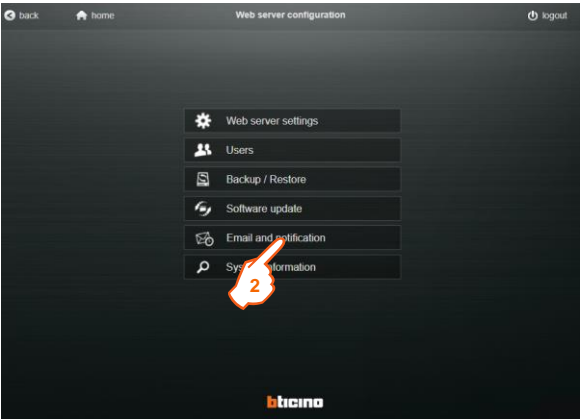 back home Web server configuration logout
Web server settings
Users
Backup / Restore
Software update
Email and notification
System information
2
bticino